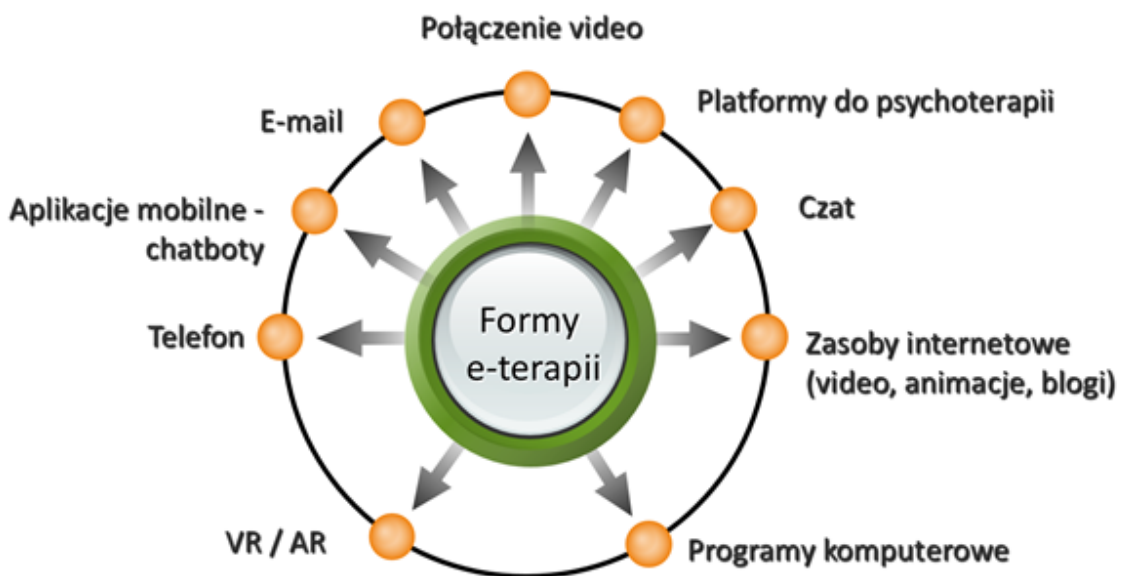 Połączenie video
E-mail
Platformy do psychoterapii
Aplikacje mobilne -
chatboty
Czat
Formy
e-terapii
Telefon
Zasoby internetowe
(video, animacje, blogi)
VR / AR
Programy komputerowe